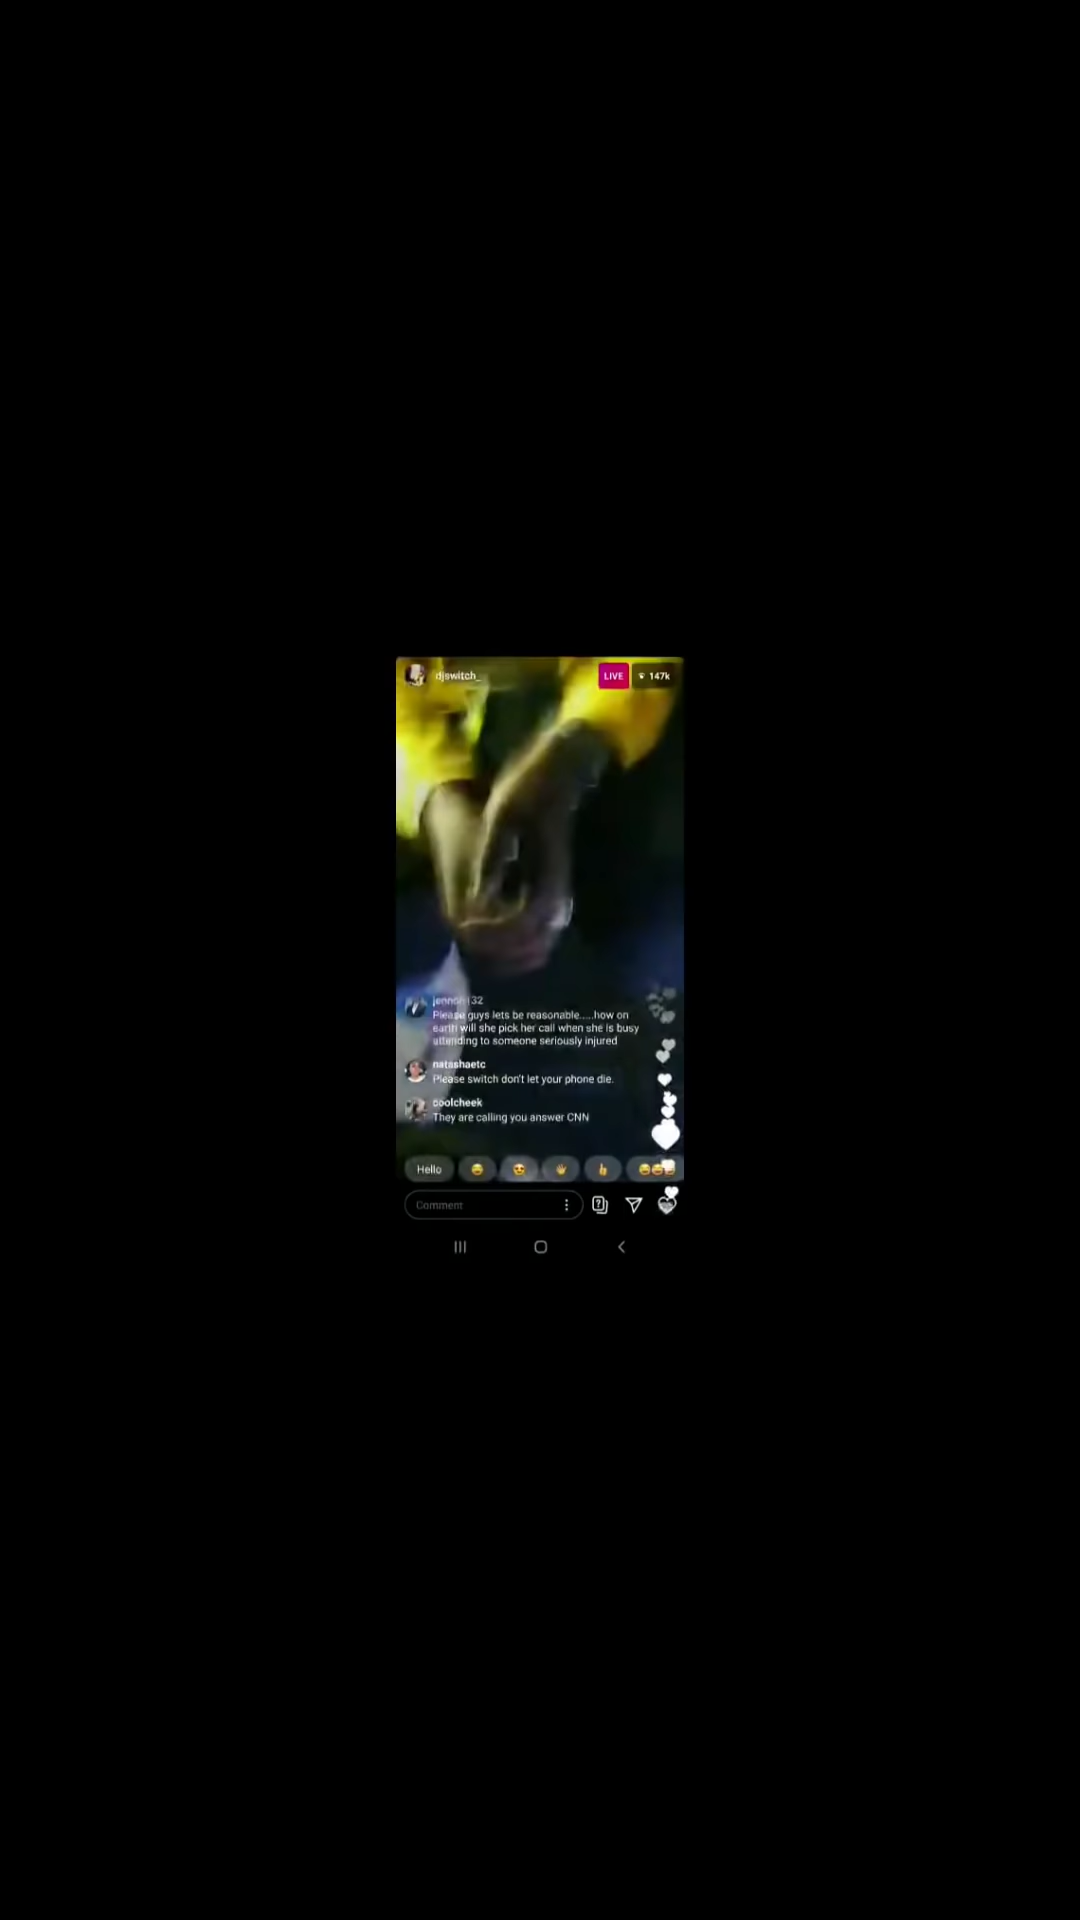 djswitch_
LIVE
147k
Please guys lets be reasonable.....how on
earth will she pick her call when she is busy
attending to someone seriously injured
natashaetc
Please switch don't let your phone die.
coolcheek
They are calling you answer CNN
Hello
Comment